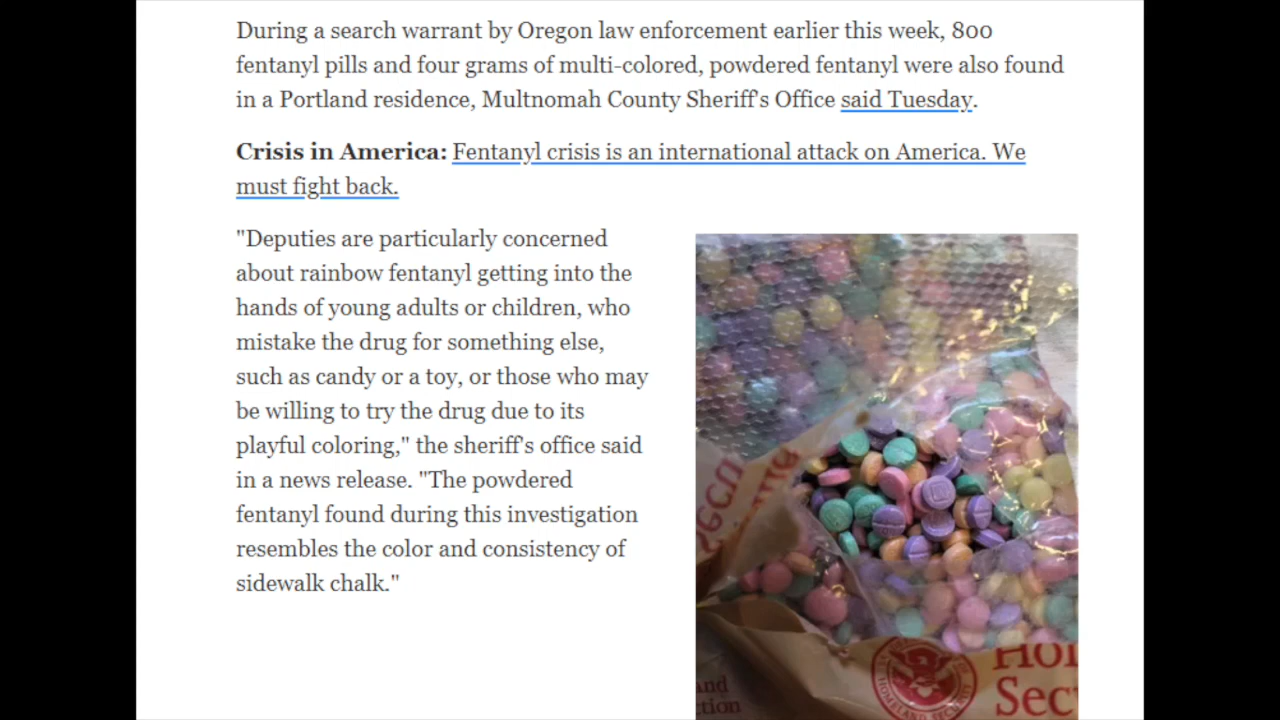 During a search warrant by Oregon law enforcement earlier this week, 800
fentanyl pills and four grams of multi-colored, powdered fentanyl were also found
in a Portland residence, Multnomah County Sheriff's Office said Tuesday.
Crisis in America: Fentanyl crisis is an international attack on America. We
must fight back.
"Deputies are particularly concerned
about rainbow fentanyl getting into the
hands of young adults or children, who
mistake the drug for something else,
such as candy or a toy, or those who may
be willing to try the drug due to its
playful coloring," the sheriff's office said
in a news release. "The powdered
fentanyl found during this investigation
resembles the color and consistency of
sidewalk chalk."
HOMELAND SECURITY